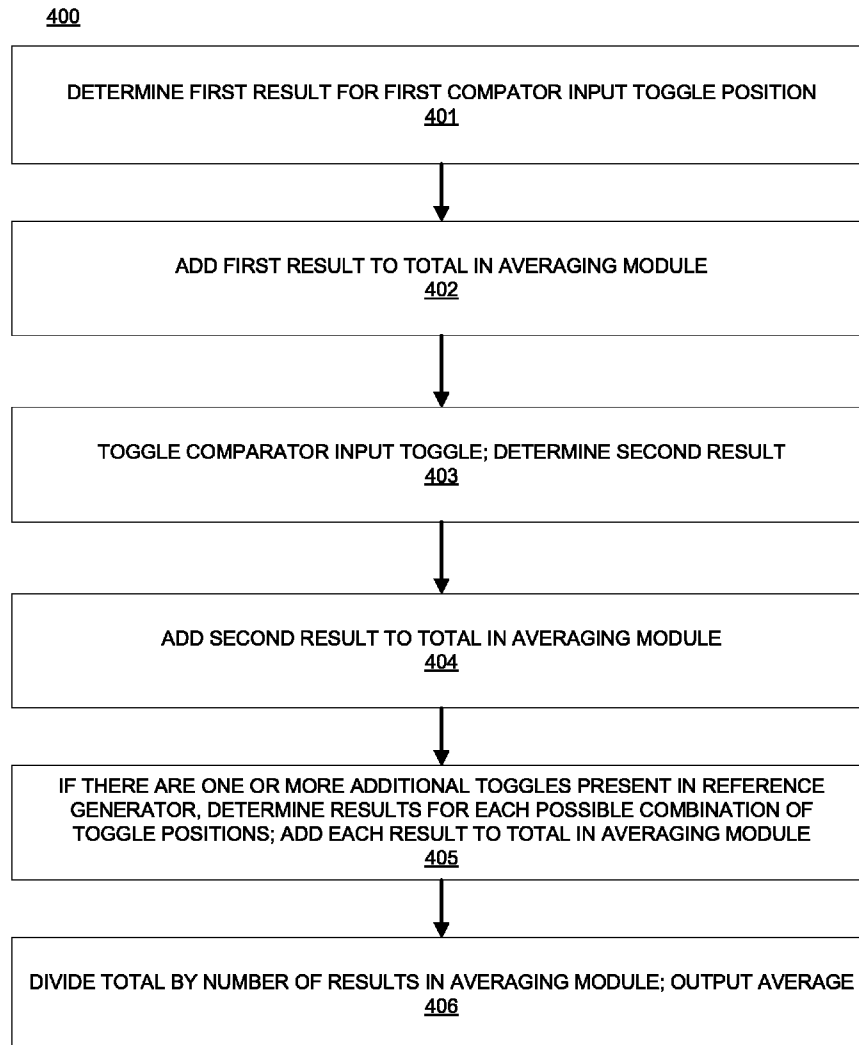 400
DETERMINE FIRST RESULT FOR FIRST COMPATOR INPUT TOGGLE POSITION
401
ADD FIRST RESULT TO TOTAL IN AVERAGING MODULE
402
TOGGLE COMPARATOR INPUT TOGGLE; DETERMINE SECOND RESULT
403
ADD SECOND RESULT TO TOTAL IN AVERAGING MODULE
404
IF THERE ARE ONE OR MORE ADDITIONAL TOGGLES PRESENT IN REFERENCE
GENERATOR, DETERMINE RESULTS FOR EACH POSSIBLE COMBINATION OF
TOGGLE POSITIONS; ADD EACH RESULT TO TOTAL IN AVERAGING MODULE
405
DIVIDE TOTAL BY NUMBER OF RESULTS IN AVERAGING MODULE; OUTPUT AVERAGE
406